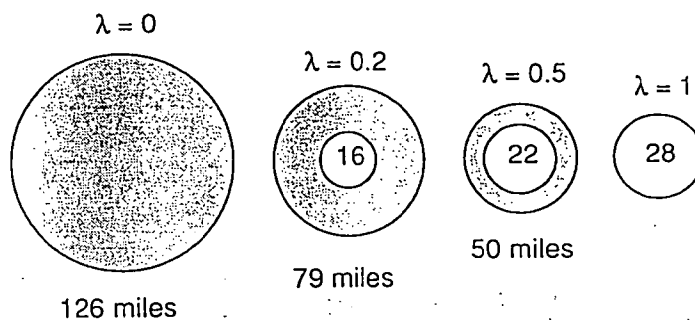 λ = 0
λ = 0.2
λ = 0.5
λ = 1
16
22
28
126 miles
79 miles
50 miles